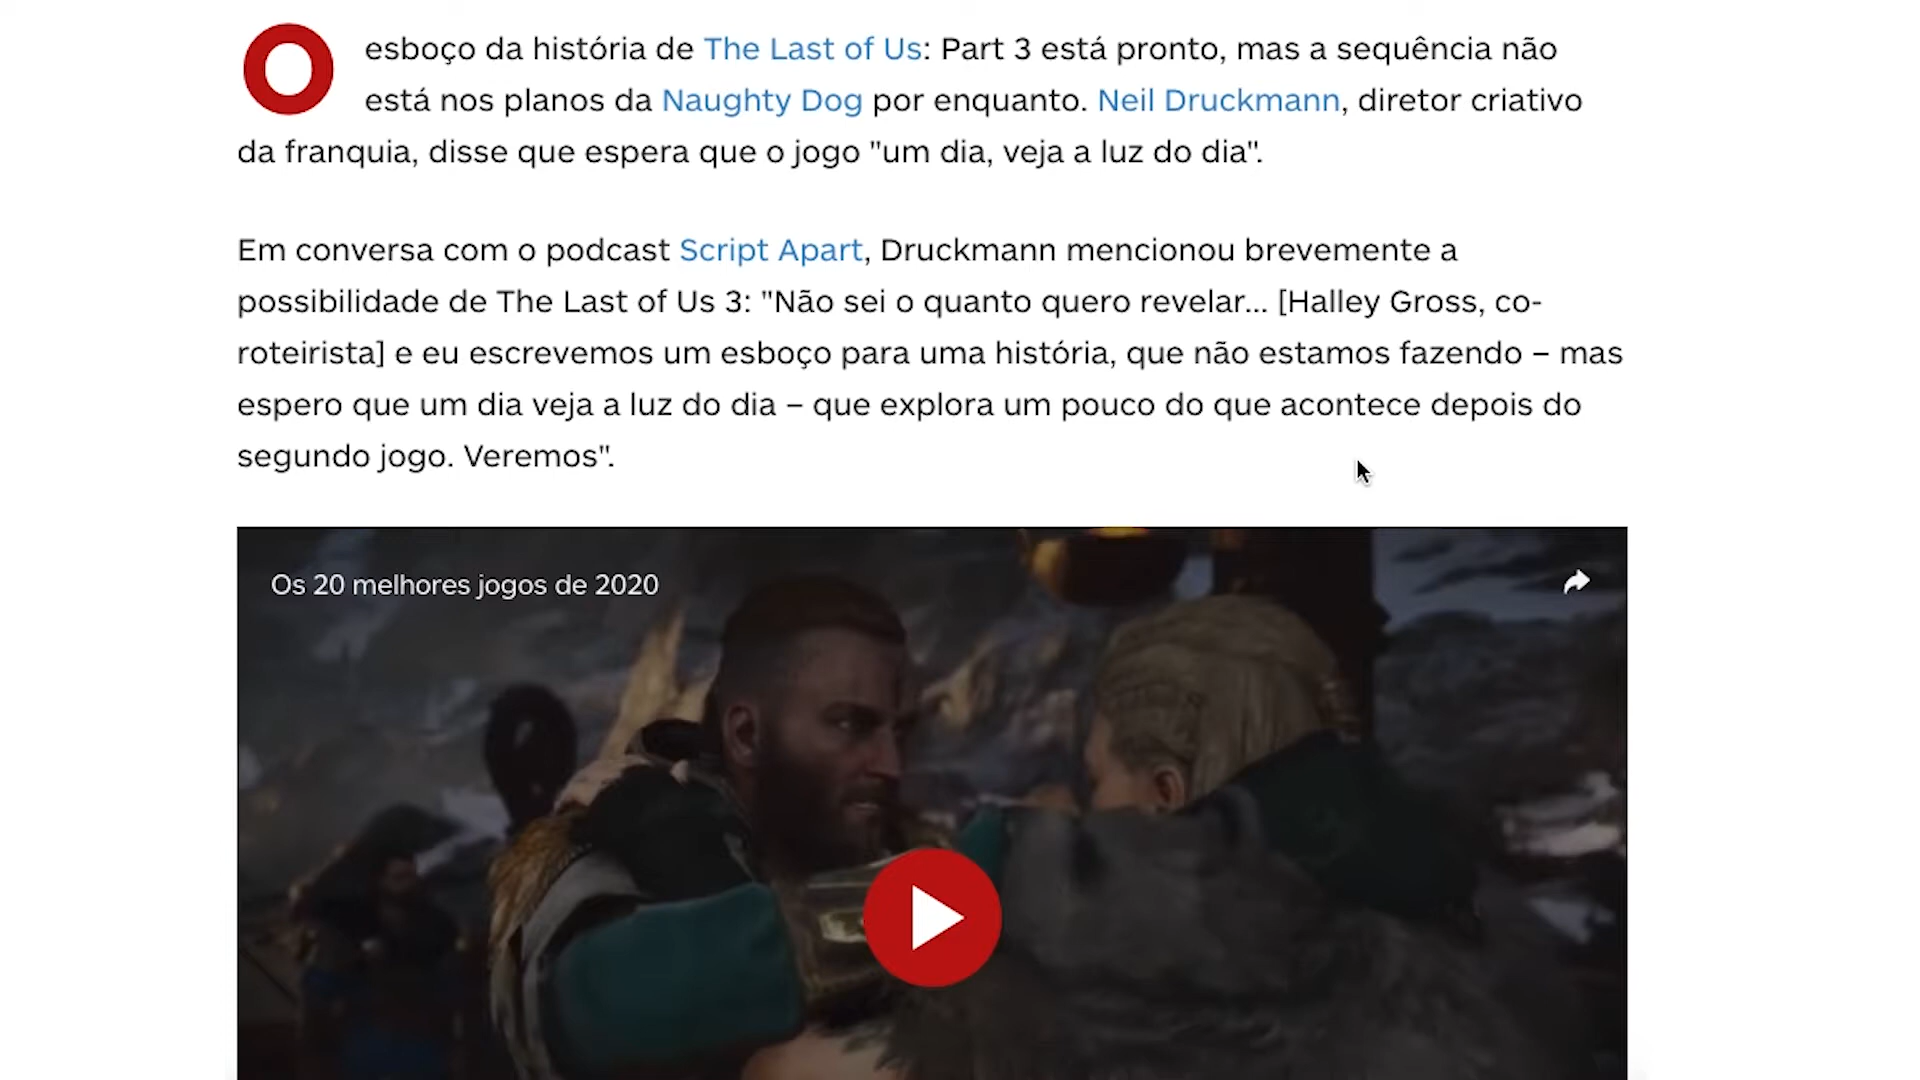 O esboço da história de The Last of Us: Part 3 está pronto, mas a sequência não
está nos planos da Naughty Dog por enquanto. Neil Druckmann, diretor criativo
da franquia, disse que espera que o jogo "um dia, veja a luz do dia".
Em conversa com o podcast Script Apart, Druckmann mencionou brevemente a
possibilidade de The Last of Us 3: "Não sei o quanto quero revelar... [Halley Gross, co-
roteirista] e eu escrevemos um esboço para uma história, que não estamos fazendo – mas
espero que um dia veja a luz do dia – que explora um pouco do que acontece depois do
segundo jogo. Veremos".
Os 20 melhores jogos de 2020